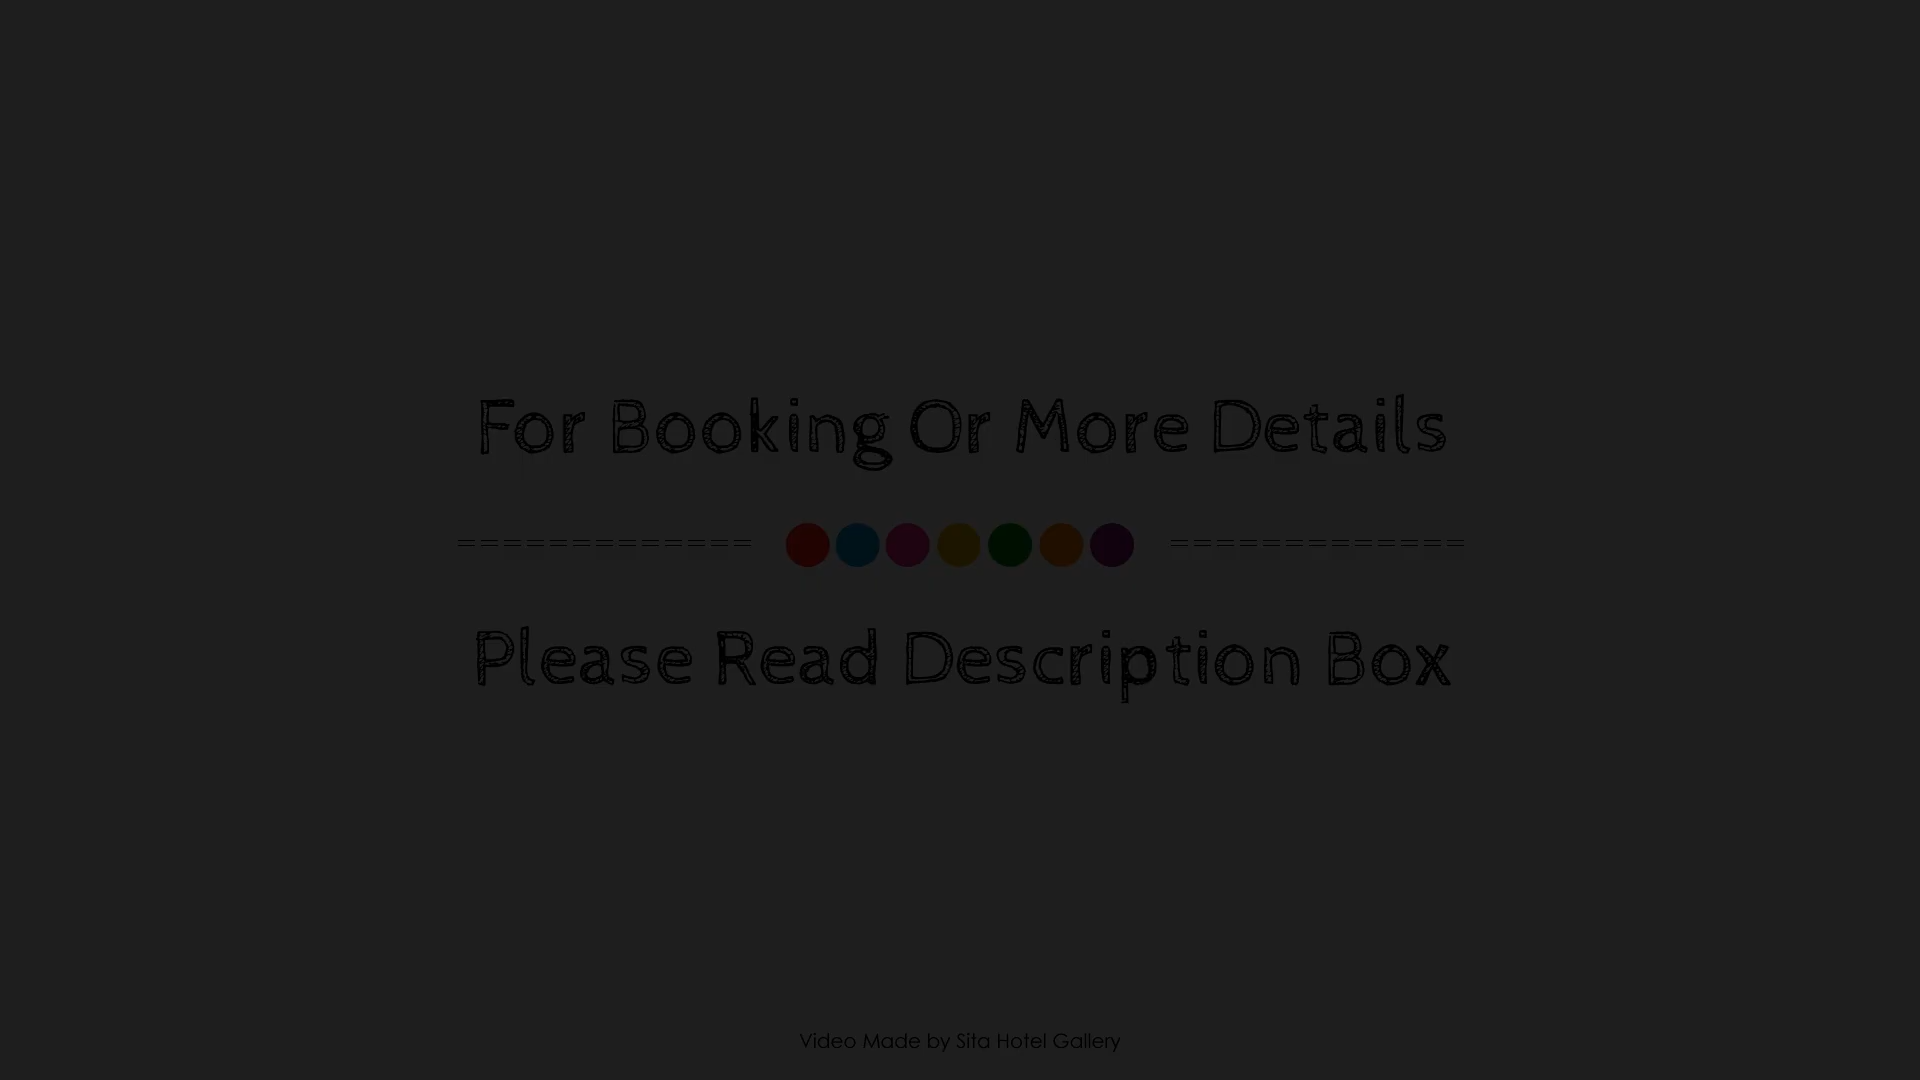 For Booking Or More Details
============= =============
Please Read Description Box
Video Made by Sita Hotel Gallery